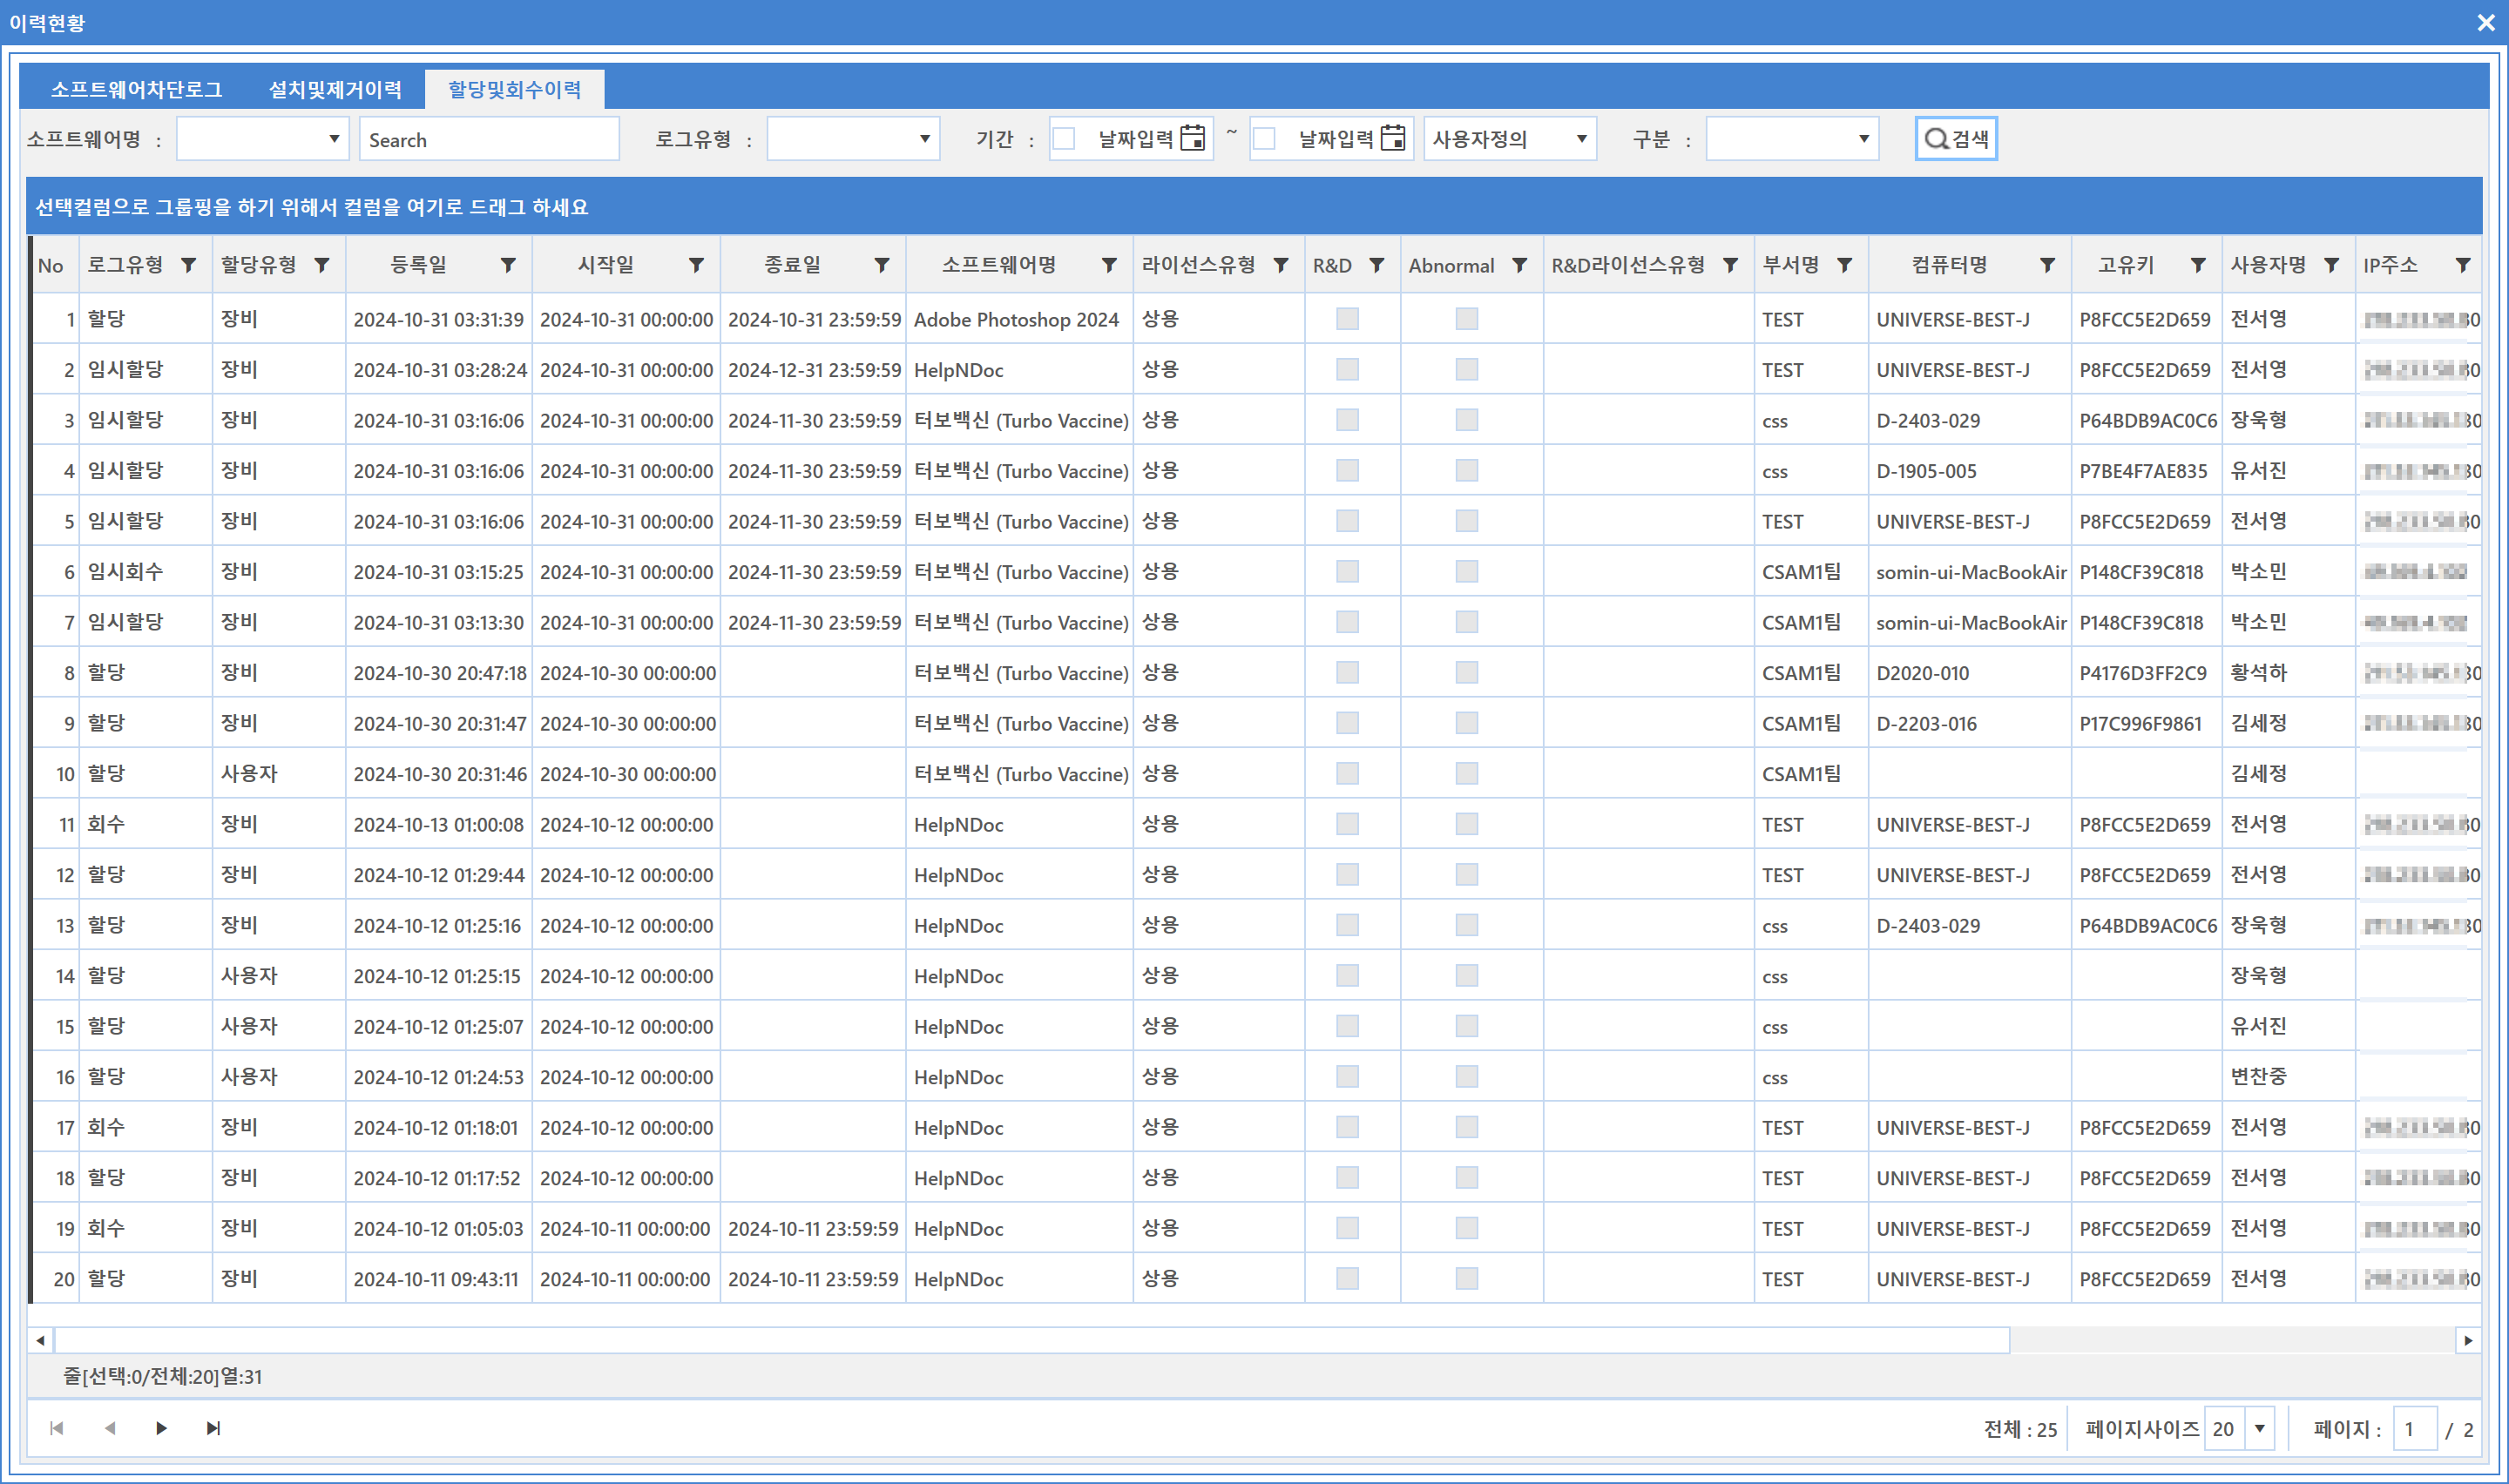 이력현황
소프트웨어차단로그 설치및제거이력 할당및회수이력
소프트웨어명 : Search 로그유형 : 기간 : 날짜입력 ~ 날짜입력 사용자정의 구분 : 검색
선택컬럼으로 그룹핑을 하기 위해서 컬럼을 여기로 드래그 하세요
No 로그유형 할당유형 등록일 시작일 종료일 소프트웨어명 라이선스유형 R&D Abnormal R&D라이선스유형 부서명 컴퓨터명 고유키 사용자명 IP주소
1 할당 장비 2024-10-31 03:31:39 2024-10-31 00:00:00 2024-10-31 23:59:59 Adobe Photoshop 2024 상용 TEST UNIVERSE-BEST-J P8FCC5E2D659 전서영
2 임시할당 장비 2024-10-31 03:28:24 2024-10-31 00:00:00 2024-12-31 23:59:59 HelpNDoc 상용 TEST UNIVERSE-BEST-J P8FCC5E2D659 전서영
3 임시할당 장비 2024-10-31 03:16:06 2024-10-31 00:00:00 2024-11-30 23:59:59 터보백신 (Turbo Vaccine) 상용 css D-2403-029 P64BDB9AC0C6 장욱형
4 임시할당 장비 2024-10-31 03:16:06 2024-10-31 00:00:00 2024-11-30 23:59:59 터보백신 (Turbo Vaccine) 상용 css D-1905-005 P7BE4F7AE835 유서진
5 임시할당 장비 2024-10-31 03:16:06 2024-10-31 00:00:00 2024-11-30 23:59:59 터보백신 (Turbo Vaccine) 상용 TEST UNIVERSE-BEST-J P8FCC5E2D659 전서영
6 임시회수 장비 2024-10-31 03:15:25 2024-10-31 00:00:00 2024-11-30 23:59:59 터보백신 (Turbo Vaccine) 상용 CSAM1팀 somin-ui-MacBookAir P148CF39C818 박소민
7 임시할당 장비 2024-10-31 03:13:30 2024-10-31 00:00:00 2024-11-30 23:59:59 터보백신 (Turbo Vaccine) 상용 CSAM1팀 somin-ui-MacBookAir P148CF39C818 박소민
8 할당 장비 2024-10-30 20:47:18 2024-10-30 00:00:00 터보백신 (Turbo Vaccine) 상용 CSAM1팀 D2020-010 P4176D3FF2C9 황석하
9 할당 장비 2024-10-30 20:31:47 2024-10-30 00:00:00 터보백신 (Turbo Vaccine) 상용 CSAM1팀 D-2203-016 P17C996F9861 김세정
10 할당 사용자 2024-10-30 20:31:46 2024-10-30 00:00:00 터보백신 (Turbo Vaccine) 상용 CSAM1팀 김세정
11 회수 장비 2024-10-13 01:00:08 2024-10-12 00:00:00 HelpNDoc 상용 TEST UNIVERSE-BEST-J P8FCC5E2D659 전서영
12 할당 장비 2024-10-12 01:29:44 2024-10-12 00:00:00 HelpNDoc 상용 TEST UNIVERSE-BEST-J P8FCC5E2D659 전서영
13 할당 장비 2024-10-12 01:25:16 2024-10-12 00:00:00 HelpNDoc 상용 css D-2403-029 P64BDB9AC0C6 장욱형
14 할당 사용자 2024-10-12 01:25:15 2024-10-12 00:00:00 HelpNDoc 상용 css 장욱형
15 할당 사용자 2024-10-12 01:25:07 2024-10-12 00:00:00 HelpNDoc 상용 css 유서진
16 할당 사용자 2024-10-12 01:24:53 2024-10-12 00:00:00 HelpNDoc 상용 css 변찬중
17 회수 장비 2024-10-12 01:18:01 2024-10-12 00:00:00 HelpNDoc 상용 TEST UNIVERSE-BEST-J P8FCC5E2D659 전서영
18 할당 장비 2024-10-12 01:17:52 2024-10-12 00:00:00 HelpNDoc 상용 TEST UNIVERSE-BEST-J P8FCC5E2D659 전서영
19 회수 장비 2024-10-12 01:05:03 2024-10-11 00:00:00 2024-10-11 23:59:59 HelpNDoc 상용 TEST UNIVERSE-BEST-J P8FCC5E2D659 전서영
20 할당 장비 2024-10-11 09:43:11 2024-10-11 00:00:00 2024-10-11 23:59:59 HelpNDoc 상용 TEST UNIVERSE-BEST-J P8FCC5E2D659 전서영
줄[선택:0/전체:20]열:31
전체 : 25 페이지사이즈 20 페이지 : 1 / 2